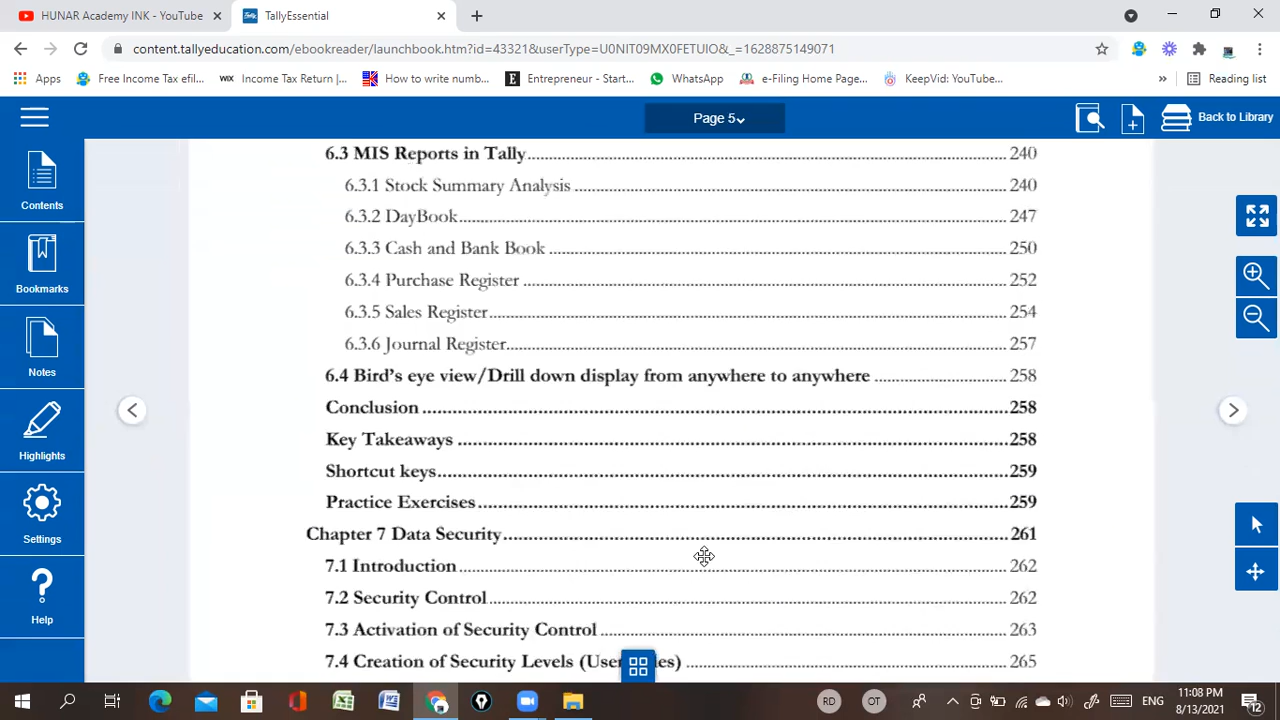 HUNAR Academy INK - YouTube
TallyEssential
content.tallyeducation.com/ebookreader/launchbook.htm?id=43321&userType=U0NIT09MX0FETUlO&_=1628875149071
Apps
Free Income Tax efil...
WIX Income Tax Return |...
How to write numb...
E Entrepreneur - Start...
WhatsApp
e-Filing Home Page...
KeepVid: YouTube...
»
Reading list
Page 5
Back to Library
Contents
Bookmarks
Notes
Highlights
Settings
Help
6.3 MIS Reports in Tally 240
6.3.1 Stock Summary Analysis 240
6.3.2 DayBook 247
6.3.3 Cash and Bank Book 250
6.3.4 Purchase Register 252
6.3.5 Sales Register 254
6.3.6 Journal Register 257
6.4 Bird's eye view/Drill down display from anywhere to anywhere 258
Conclusion 258
Key Takeaways 258
Shortcut keys 259
Practice Exercises 259
Chapter 7 Data Security 261
7.1 Introduction 262
7.2 Security Control 262
7.3 Activation of Security Control 263
7.4 Creation of Security Levels (User les) 265
RD
OT
ENG
11:08 PM
8/13/2021
12